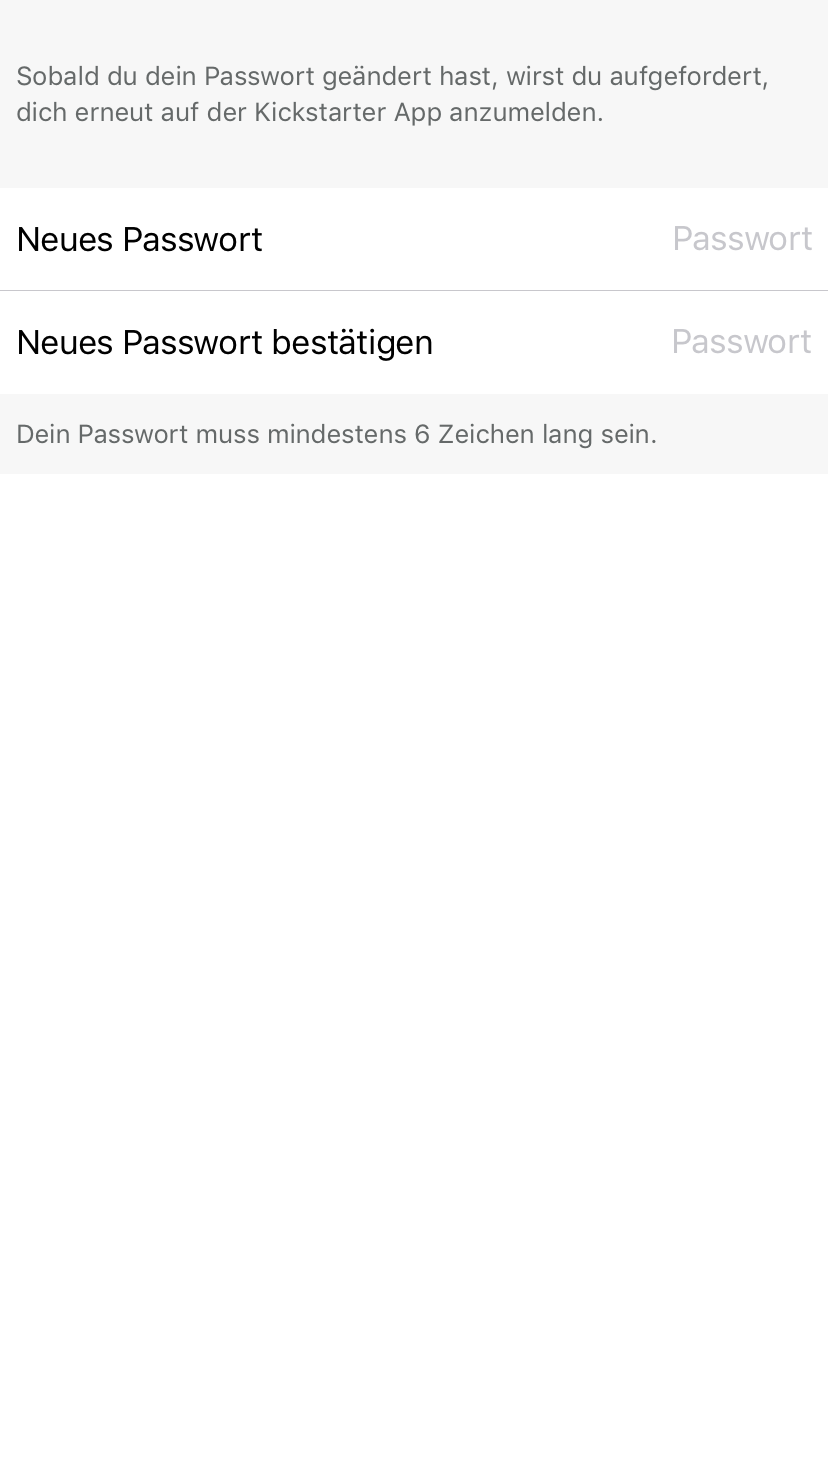 Sobald du dein Passwort geändert hast, wirst du aufgefordert,
dich erneut auf der Kickstarter App anzumelden.
Neues Passwort Passwort
Neues Passwort bestätigen Passwort
Dein Passwort muss mindestens 6 Zeichen lang sein.